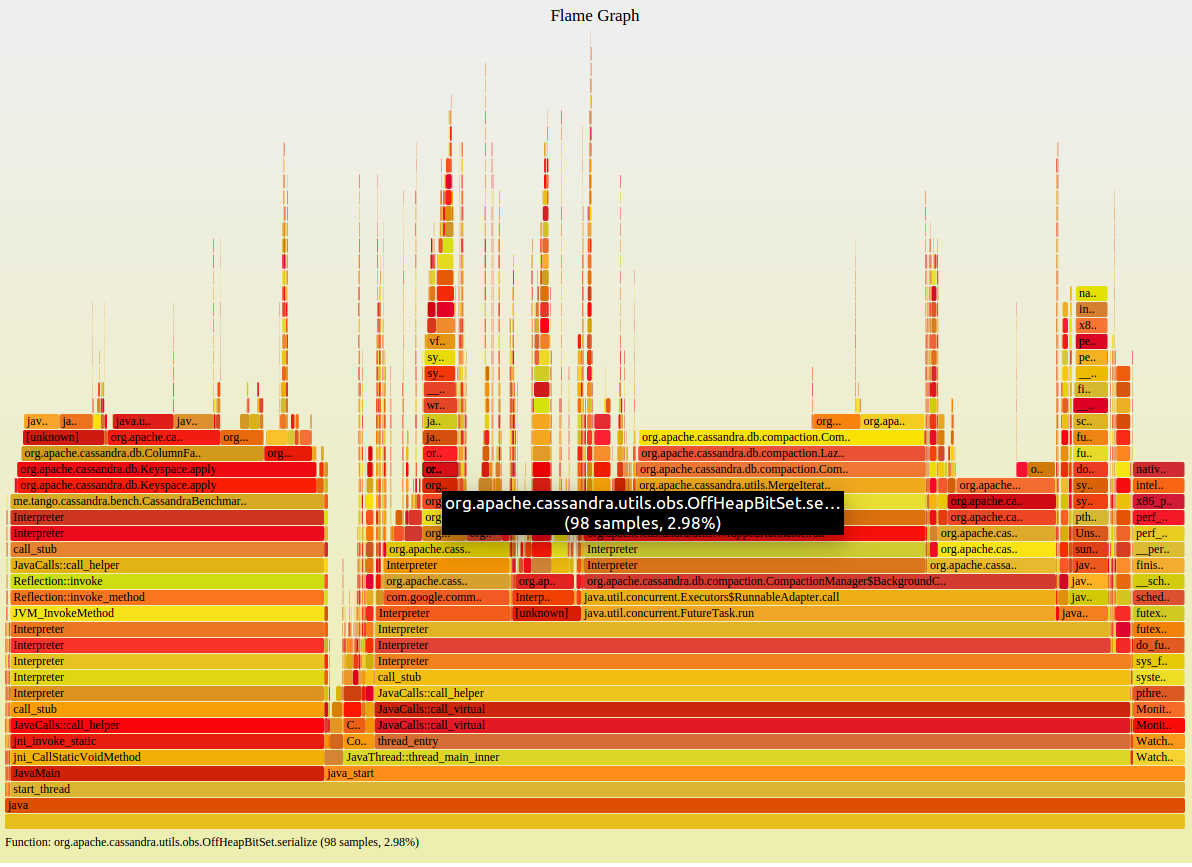 Flame Graph
na..
in..
x8..
vf.. pe..
sy.. pe..
sy.. __..
__.. fi..
wr.. __..
jav.. ja.. java.u.. jav.. ja.. org... org.apa.. sc..
[unknown] org.apache.ca.. org... ja.. org.apache.cassandra.db.compaction.Com.. fu..
org.apache.cassandra.db.ColumnFa.. org... or.. org.apache.cassandra.db.compaction.Laz.. fu..
org.apache.cassandra.db.Keyspace.apply or.. org.apache.cassandra.db.compaction.Com.. o.. do.. nativ..
org.apache.cassandra.db.Keyspace.apply org... org.apache.cassandra.utils.MergeIterat.. org.apache... sy.. intel..
me.tango.cassandra.bench.CassandraBenchmar.. org org.apache.ca.. sy.. x86_p..
org.apache.cassandra.utils.obs.OffHeapBitSet.se...
(98 samples, 2.98%)
Interpreter org org.apache.ca.. pth.. perf_..
Interpreter org... org.apache.cas.. Uns.. perf_..
call_stub org.apache.cass.. Interpreter org.apache.cas.. sun.. __per..
JavaCalls::call_helper Interpreter Interpreter org.apache.cassa.. jav.. finis..
Reflection::invoke org.apache.cass.. org.ap.. org.apache.cassandra.db.compaction.CompactionManager$BackgroundC.. jav.. __sch..
Reflection::invoke_method com.google.comm.. Interp.. java.util.concurrent.Executors$RunnableAdapter.call jav.. sched..
JVM_InvokeMethod Interpreter [unknown] java.util.concurrent.FutureTask.run java.. futex..
Interpreter Interpreter futex..
Interpreter Interpreter do_fu..
Interpreter Interpreter sys_f..
Interpreter call_stub syste..
Interpreter JavaCalls::call_helper pthre..
call_stub JavaCalls::call_virtual Monit..
JavaCalls::call_helper C.. JavaCalls::call_virtual Monit..
jni_invoke_static Co.. thread_entry Watch..
jni_CallStaticVoidMethod JavaThread::thread_main_inner Watch..
JavaMain java_start
start_thread
java
Function: org.apache.cassandra.utils.obs.OffHeapBitSet.serialize (98 samples, 2.98%)